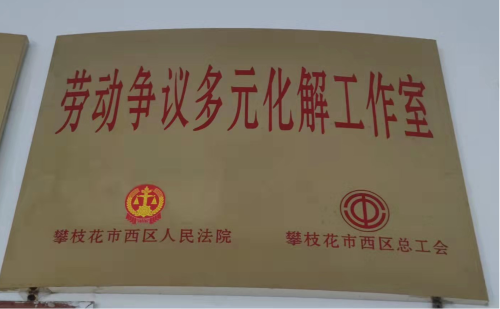 劳动争议多元化解工作室
攀枝花市西区人民法院
攀枝花市西区总工会